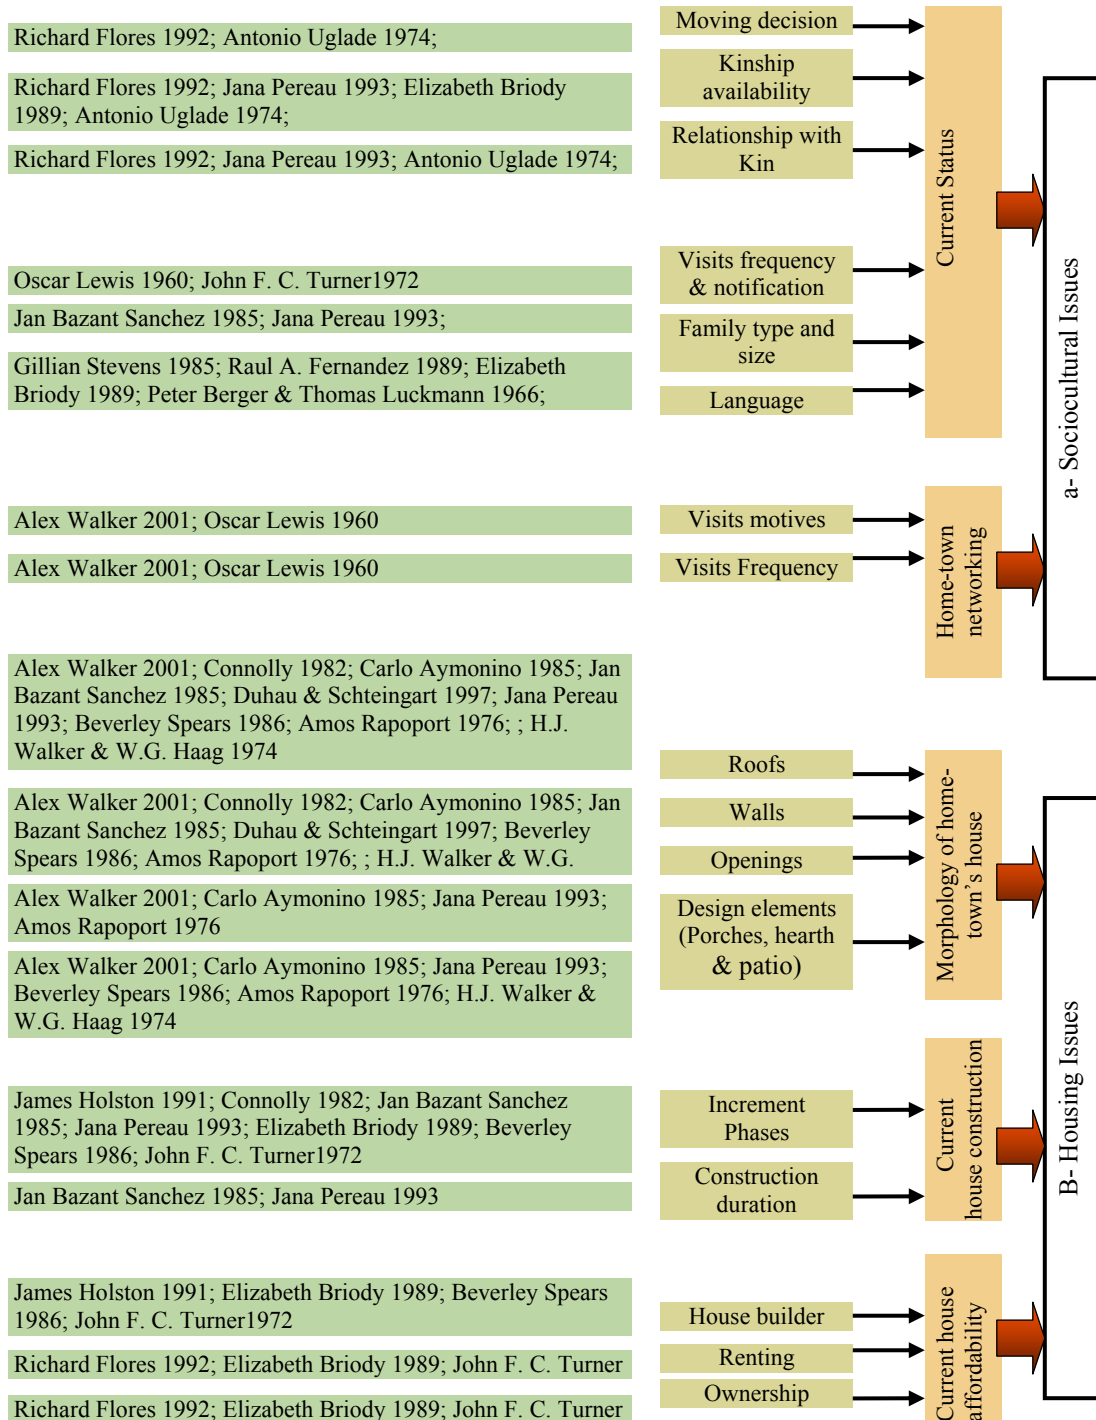 Richard Flores 1992; Antonio Uglade 1974;
Richard Flores 1992; Jana Pereau 1993; Elizabeth Briody
1989; Antonio Uglade 1974;
Richard Flores 1992; Jana Pereau 1993; Antonio Uglade 1974;
Oscar Lewis 1960; John F. C. Turner1972
Jan Bazant Sanchez 1985; Jana Pereau 1993;
Gillian Stevens 1985; Raul A. Fernandez 1989; Elizabeth
Briody 1989; Peter Berger & Thomas Luckmann 1966;
Alex Walker 2001; Oscar Lewis 1960
Alex Walker 2001; Oscar Lewis 1960
Alex Walker 2001; Connolly 1982; Carlo Aymonino 1985; Jan
Bazant Sanchez 1985; Duhau & Schteingart 1997; Jana Pereau
1993; Beverley Spears 1986; Amos Rapoport 1976; ; H.J.
Walker & W.G. Haag 1974
Alex Walker 2001; Connolly 1982; Carlo Aymonino 1985; Jan
Bazant Sanchez 1985; Duhau & Schteingart 1997; Beverley
Spears 1986; Amos Rapoport 1976; ; H.J. Walker & W.G.
Alex Walker 2001; Carlo Aymonino 1985; Jana Pereau 1993;
Amos Rapoport 1976
Alex Walker 2001; Carlo Aymonino 1985; Jana Pereau 1993;
Beverley Spears 1986; Amos Rapoport 1976; H.J. Walker &
W.G. Haag 1974
James Holston 1991; Connolly 1982; Jan Bazant Sanchez
1985; Jana Pereau 1993; Elizabeth Briody 1989; Beverley
Spears 1986; John F. C. Turner1972
Jan Bazant Sanchez 1985; Jana Pereau 1993
James Holston 1991; Elizabeth Briody 1989; Beverley Spears
1986; John F. C. Turner1972
Richard Flores 1992; Elizabeth Briody 1989; John F. C. Turner
Richard Flores 1992; Elizabeth Briody 1989; John F. C. Turner
Moving decision
Kinship
availability
Relationship with
Kin
Visits frequency
& notification
Family type and
size
Language
Visits motives
Visits Frequency
Roofs
Walls
Openings
Design elements
(Porches, hearth
& patio)
Increment
Phases
Construction
duration
House builder
Renting
Ownership
Current Status
Home-town
networking
Morphology of home-
town’s house
Current
house construction
Current house
affordability
a- Sociocultural Issues
B- Housing Issues